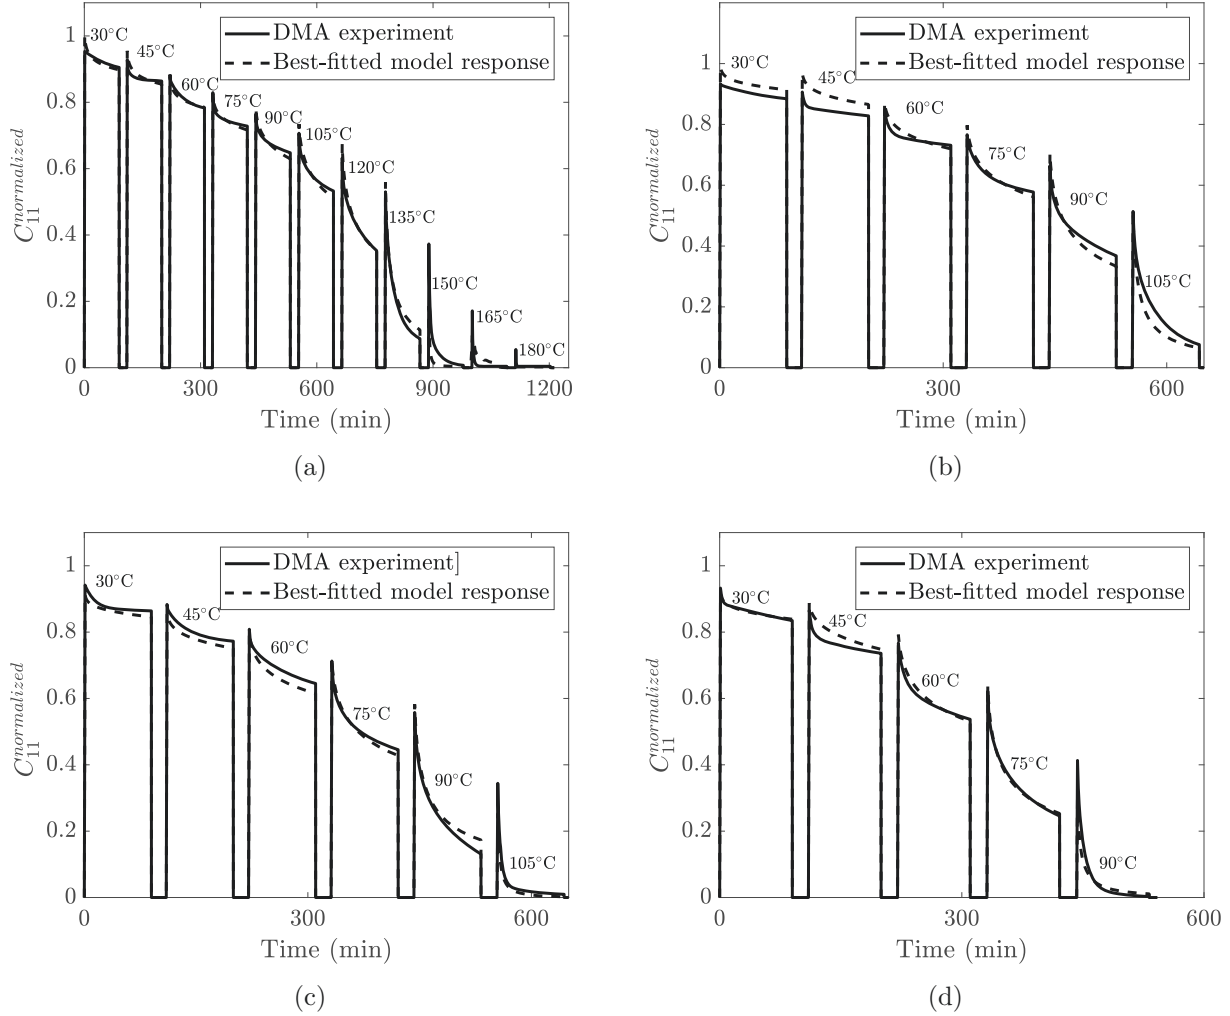 1
0.8
0.6
0.4
0.2
0
C₁₁^normalized
30°C
45°C
60°C
75°C
90°C
105°C
120°C
135°C
150°C
165°C
180°C
DMA experiment
Best-fitted model response
0 300 600 900 1200
Time (min)
(a)
1
0.8
0.6
0.4
0.2
0
C₁₁^normalized
30°C
45°C
60°C
75°C
90°C
105°C
DMA experiment
Best-fitted model response
0 300 600
Time (min)
(b)
1
0.8
0.6
0.4
0.2
0
C₁₁^normalized
30°C
45°C
60°C
75°C
90°C
105°C
DMA experiment]
Best-fitted model response
0 300 600
Time (min)
(c)
1
0.8
0.6
0.4
0.2
0
C₁₁^normalized
30°C
45°C
60°C
75°C
90°C
DMA experiment
Best-fitted model response
0 300 600
Time (min)
(d)